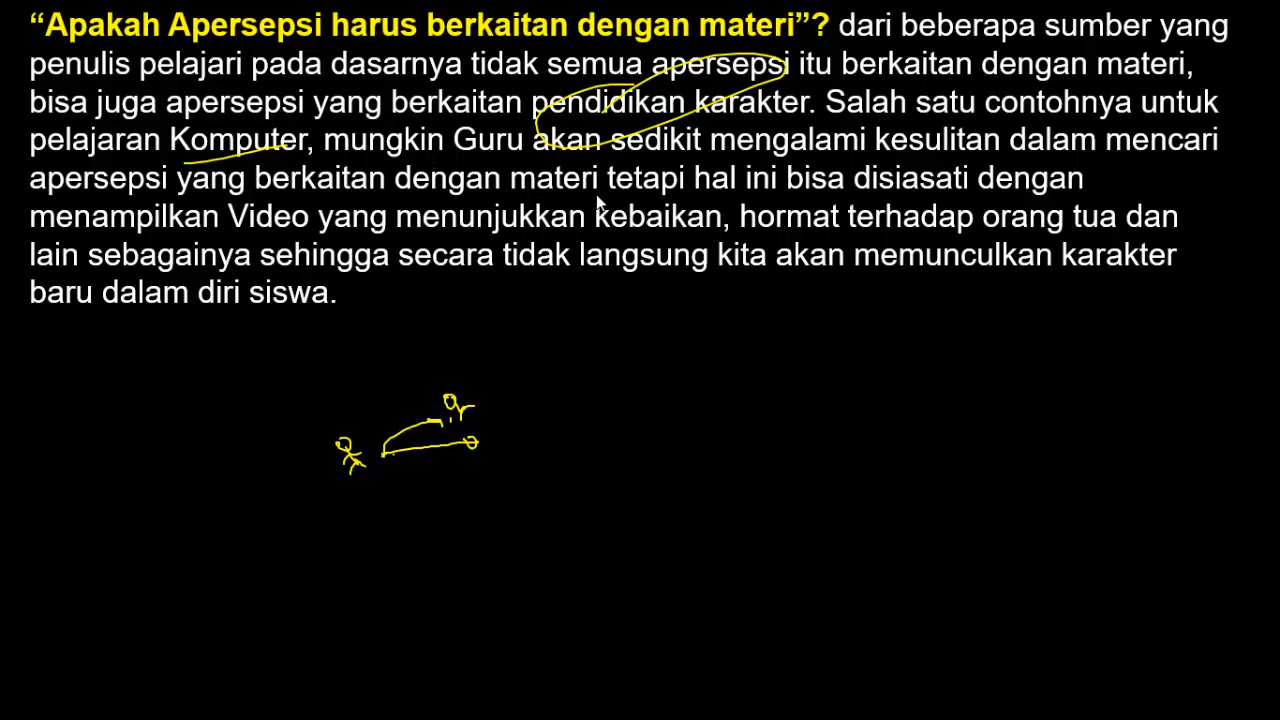 “Apakah Apersepsi harus berkaitan dengan materi”? dari beberapa sumber yang
penulis pelajari pada dasarnya tidak semua apersepsi itu berkaitan dengan materi,
bisa juga apersepsi yang berkaitan pendidikan karakter. Salah satu contohnya untuk
pelajaran Komputer, mungkin Guru akan sedikit mengalami kesulitan dalam mencari
apersepsi yang berkaitan dengan materi tetapi hal ini bisa disiasati dengan
menampilkan Video yang menunjukkan kebaikan, hormat terhadap orang tua dan
lain sebagainya sehingga secara tidak langsung kita akan memunculkan karakter
baru dalam diri siswa.